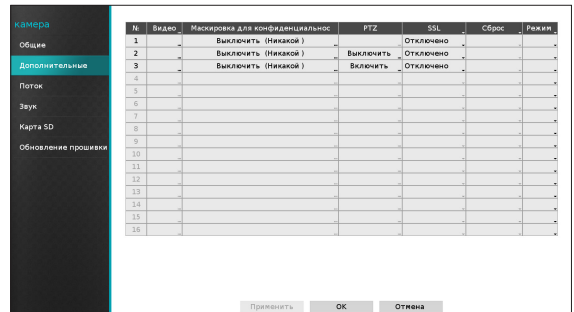 камера
Общие
Дополнительные
Поток
Звук
Карта SD
Обновление прошивки
№ Видео Маскировка для конфиденциальнос PTZ SSL Сброс Режим
1 Выключить (Никакой) Отключено
2 Выключить (Никакой) Выключить Отключено
3 Выключить (Никакой) Включить Отключено
4
5
6
7
8
9
10
11
12
13
14
15
16
Применить OK Отмена